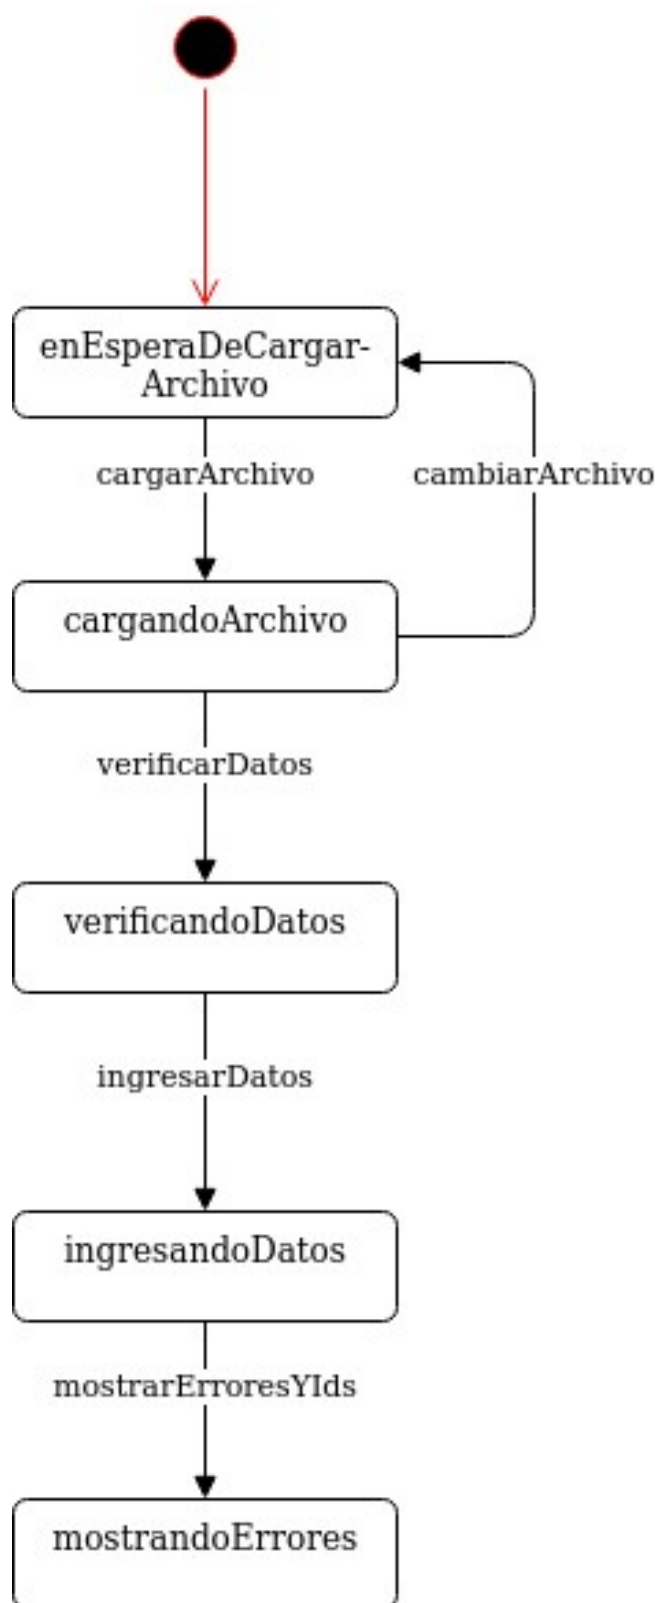 enEsperaDeCargar-
Archivo
cargarArchivo
cambiarArchivo
cargandoArchivo
verificarDatos
verificandoDatos
ingresarDatos
ingresandoDatos
mostrarErroresYIds
mostrandoErrores